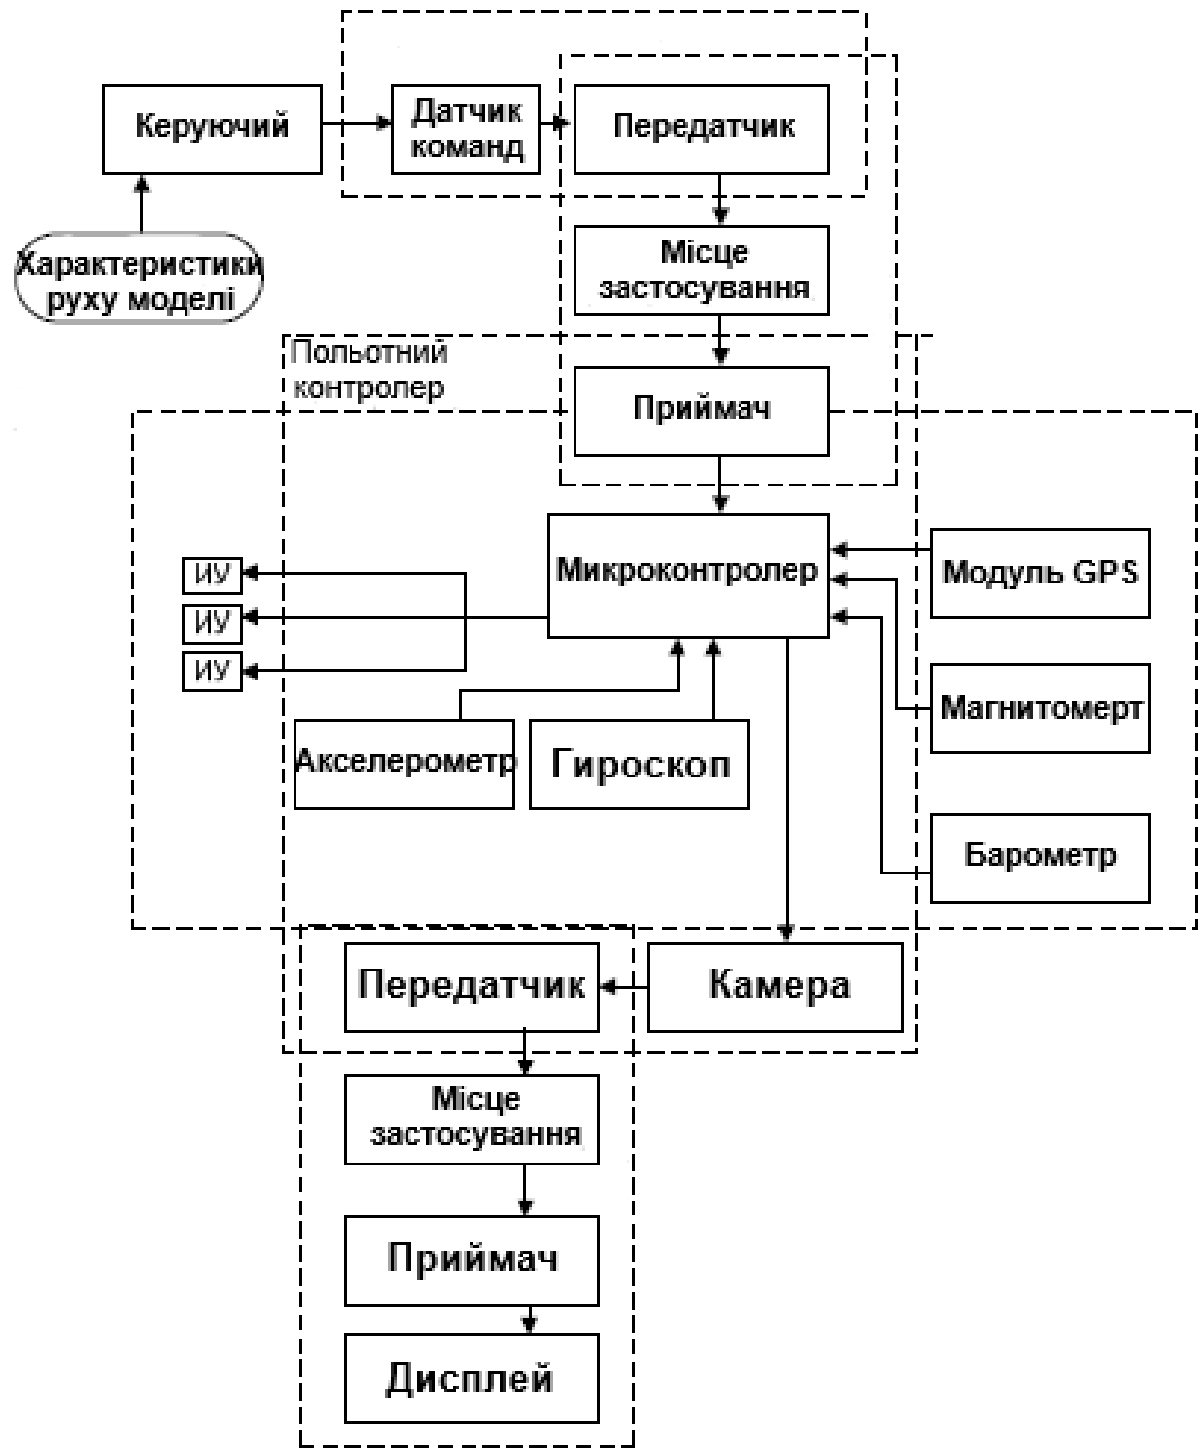 Керуючий
Датчик
команд
Передатчик
Характеристики
руху моделі
Місце
застосування
Польотний
контролер
Приймач
Микроконтролер
ИУ
ИУ
ИУ
Модуль GPS
Магнитомерт
Акселерометр
Гироскоп
Барометр
Передатчик
Камера
Місце
застосування
Приймач
Дисплей